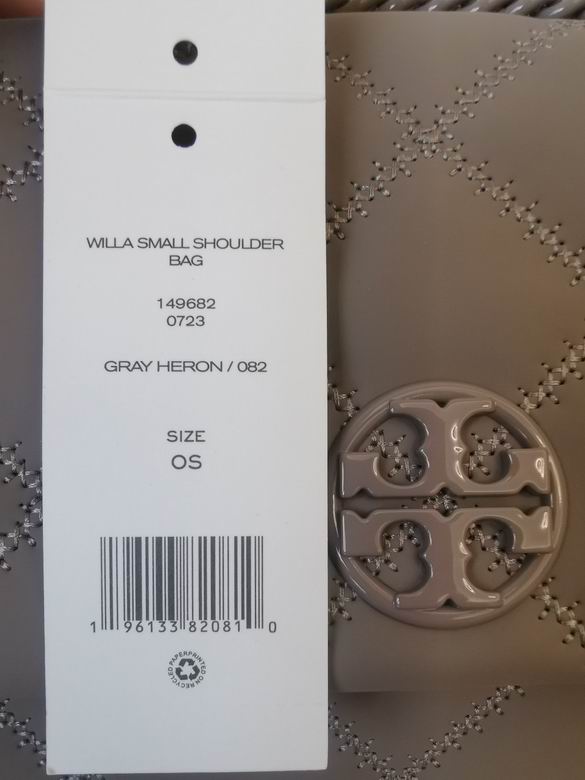 WILLA SMALL SHOULDER
BAG
149682
0723
GRAY HERON / 082
SIZE
OS
1 96133 82081 0
PRINTED ON RECYCLED PAPER